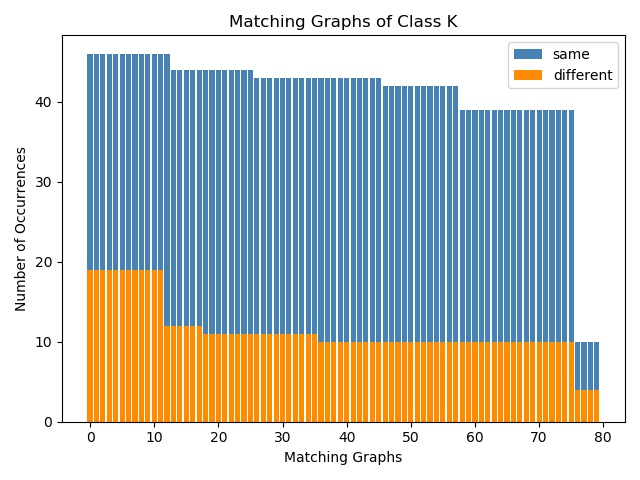 Matching Graphs of Class K
same
different
Number of Occurrences
40
30
20
10
0
0 10 20 30 40 50 60 70 80
Matching Graphs